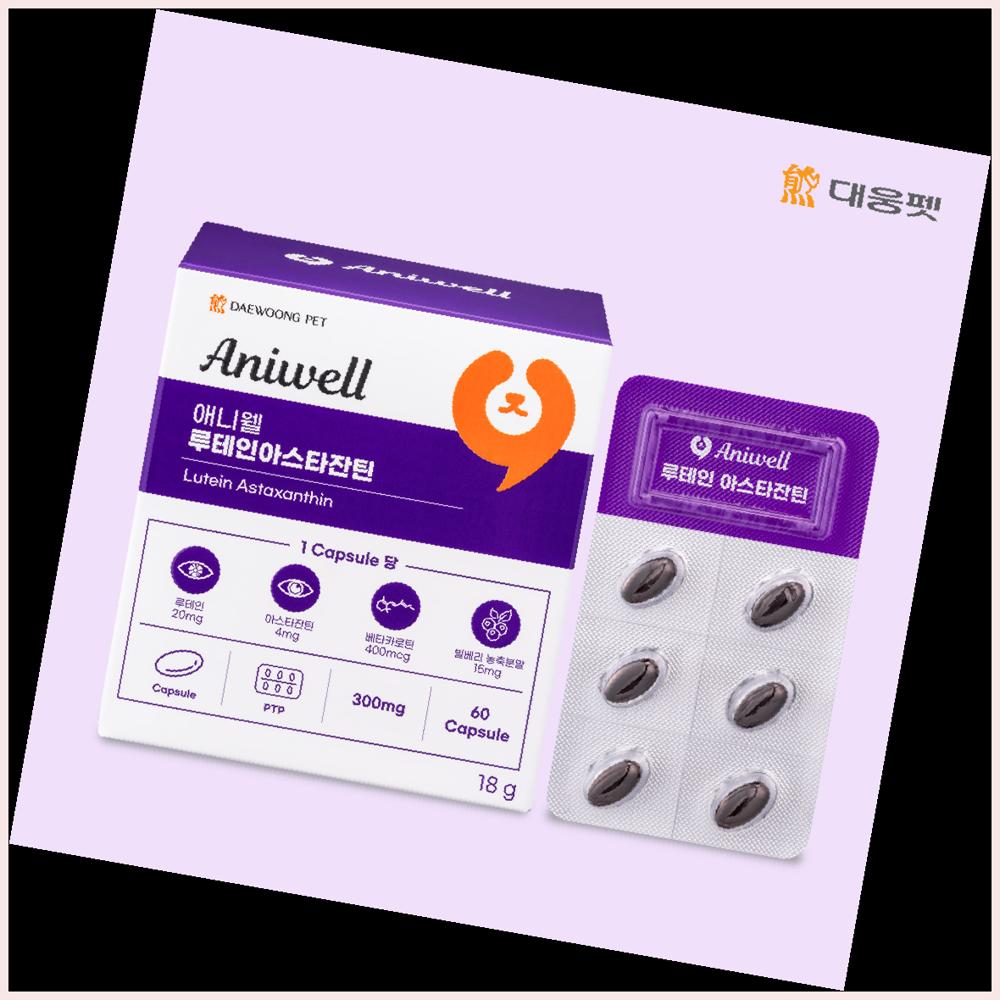 대웅펫
Aniwell
DAEWOONG PET
Aniwell
애니웰
루테인아스타잔틴
Lutein Astaxanthin
1 Capsule 당
루테인
20mg
아스타잔틴
4mg
베타카로틴
400mcg
빌베리 농축분말
15mg
Capsule
PTP
300mg
60
Capsule
18 g
Aniwell
루테인 아스타잔틴